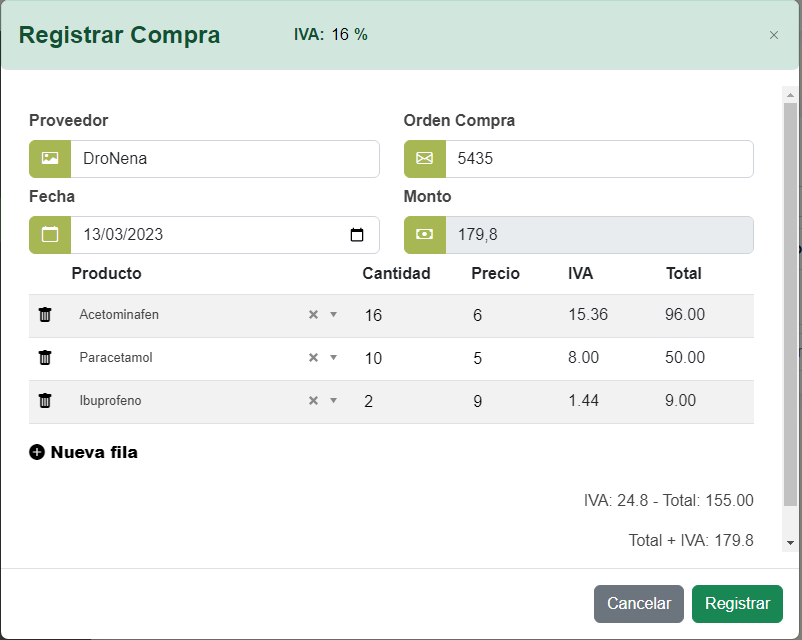 Registrar Compra IVA: 16 % ×
Proveedor Orden Compra
DroNena 5435
Fecha Monto
13/03/2023 179,8
Producto Cantidad Precio IVA Total
Acetominafen × 16 6 15.36 96.00
Paracetamol × 10 5 8.00 50.00
Ibuprofeno × 2 9 1.44 9.00
Nueva fila
IVA: 24.8 - Total: 155.00
Total + IVA: 179.8
Cancelar Registrar